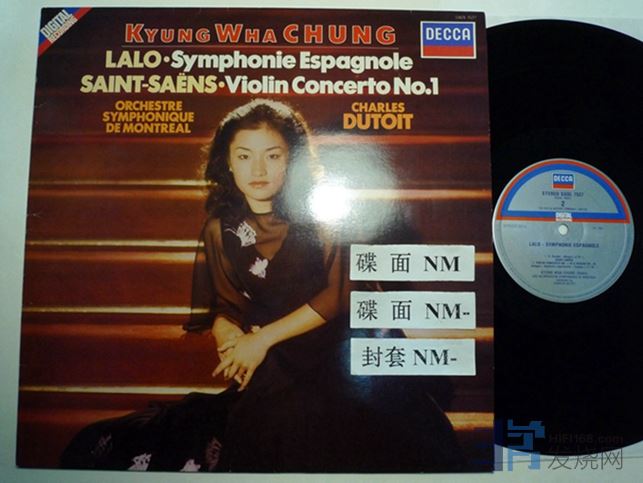 DIGITAL RECORDING
KYUNG WHA CHUNG
DECCA
LALO·Symphonie Espagnole
SAINT-SAËNS·Violin Concerto No.1
ORCHESTRE
SYMPHONIQUE
DE MONTREAL
CHARLES
DUTOIT
碟 面 NM
碟 面 NM-
封套 NM-
DECCA
2
LALO - SYMPHONIE ESPAGNOLE
HIFI168.com
发烧网